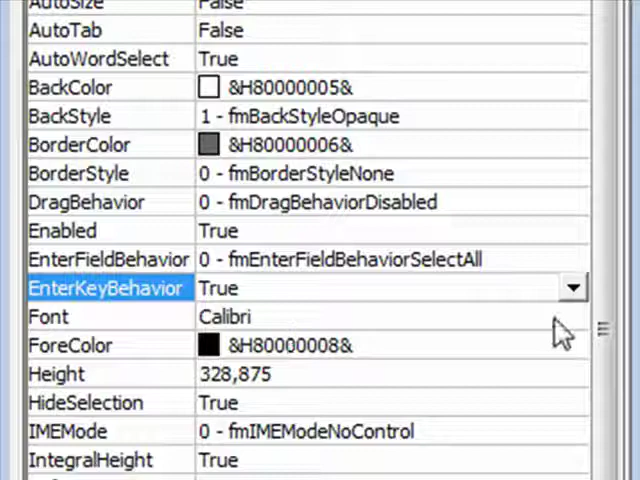 AutoSize False
AutoTab False
AutoWordSelect True
BackColor &H80000005&
BackStyle 1 - fmBackStyleOpaque
BorderColor &H80000006&
BorderStyle 0 - fmBorderStyleNone
DragBehavior 0 - fmDragBehaviorDisabled
Enabled True
EnterFieldBehavior 0 - fmEnterFieldBehaviorSelectAll
EnterKeyBehavior True
Font Calibri
ForeColor &H80000008&
Height 328,875
HideSelection True
IMEMode 0 - fmIMEModeNoControl
IntegralHeight True